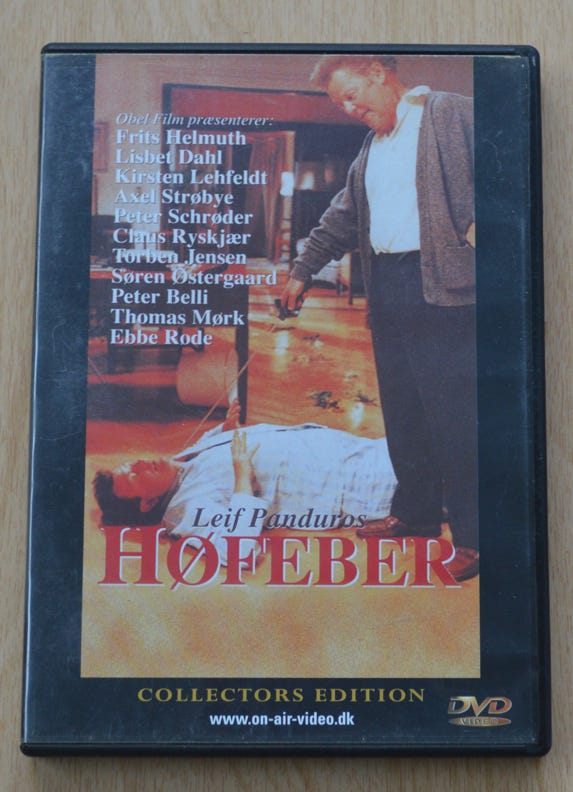 Obel Film præsenterer:
Frits Helmuth
Lisbet Dahl
Kirsten Lehfeldt
Axel Strøbye
Peter Schrøder
Claus Ryskjær
Torben Jensen
Søren Østergaard
Peter Belli
Thomas Mørk
Ebbe Rode
Leif Panduros
HØFEBER
COLLECTORS EDITION
www.on-air-video.dk
DVD
VIDEO